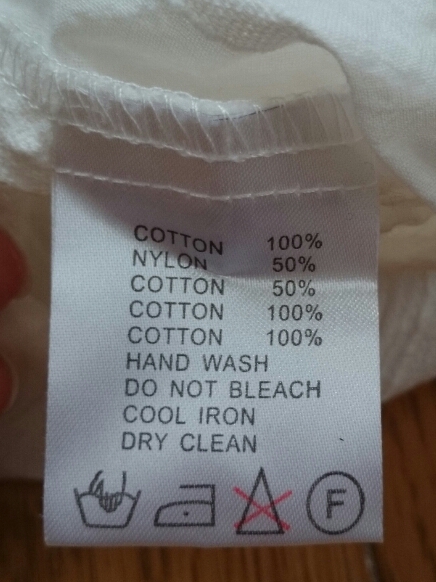 COTTON 100%
NYLON 50%
COTTON 50%
COTTON 100%
COTTON 100%
HAND WASH
DO NOT BLEACH
COOL IRON
DRY CLEAN
F